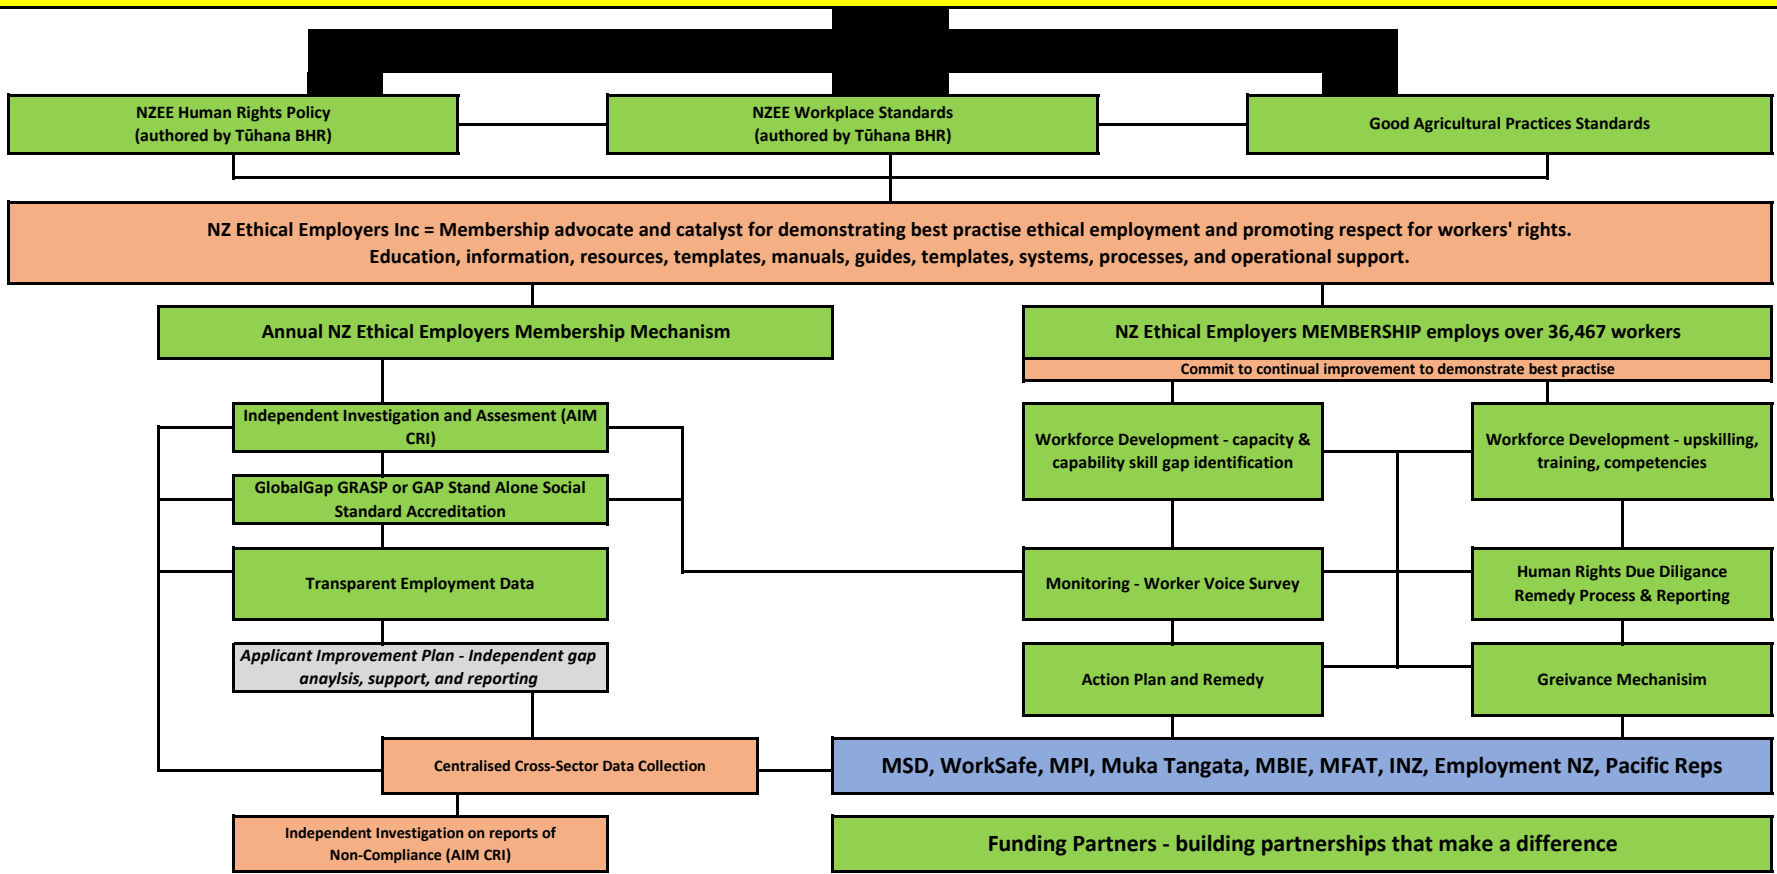 NZEE Human Rights Policy
(authored by Tūhana BHR)
NZEE Workplace Standards
(authored by Tūhana BHR)
Good Agricultural Practices Standards
NZ Ethical Employers Inc = Membership advocate and catalyst for demonstrating best practise ethical employment and promoting respect for workers' rights.
Education, information, resources, templates, manuals, guides, templates, systems, processes, and operational support.
Annual NZ Ethical Employers Membership Mechanism
NZ Ethical Employers MEMBERSHIP employs over 36,467 workers
Commit to continual improvement to demonstrate best practise
Independent Investigation and Assesment (AIM
CRI)
Workforce Development - capacity &
capability skill gap identification
Workforce Development - upskilling,
training, competencies
GlobalGap GRASP or GAP Stand Alone Social
Standard Accreditation
Transparent Employment Data
Monitoring - Worker Voice Survey
Human Rights Due Diligance
Remedy Process & Reporting
Applicant Improvement Plan - Independent gap
anaylsis, support, and reporting
Action Plan and Remedy
Greivance Mechanisim
Centralised Cross-Sector Data Collection
MSD, WorkSafe, MPI, Muka Tangata, MBIE, MFAT, INZ, Employment NZ, Pacific Reps
Independent Investigation on reports of
Non-Compliance (AIM CRI)
Funding Partners - building partnerships that make a difference